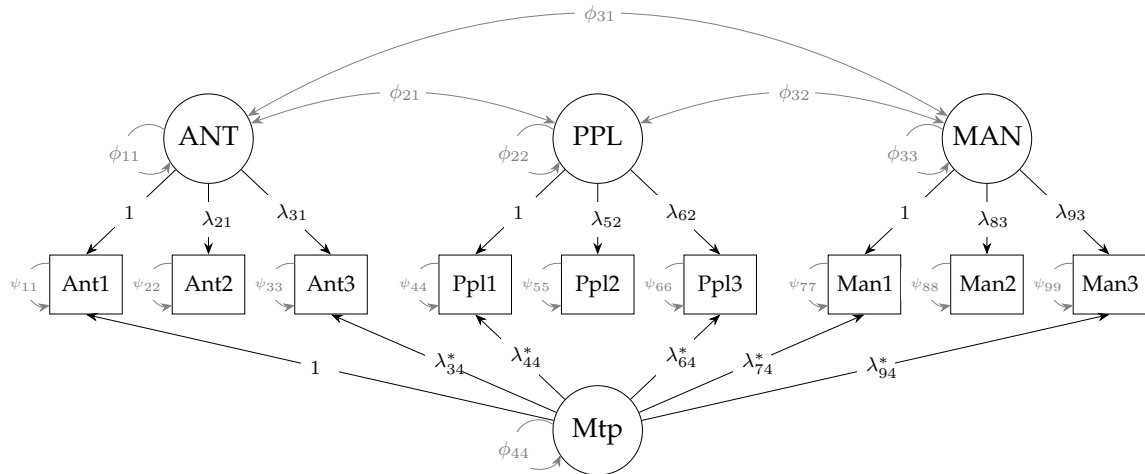 ϕ₃₁
ϕ₂₁ ϕ₃₂
ANT PPL MAN
ϕ₁₁ ϕ₂₂ ϕ₃₃
1 λ₂₁ λ₃₁ 1 λ₅₂ λ₆₂ 1 λ₈₃ λ₉₃
ψ₁₁ Ant1 ψ₂₂ Ant2 ψ₃₃ Ant3 ψ₄₄ Ppl1 ψ₅₅ Ppl2 ψ₆₆ Ppl3 ψ₇₇ Man1 ψ₈₈ Man2 ψ₉₉ Man3
1 λ*₃₄ λ*₄₄ λ*₆₄ λ*₇₄ λ*₉₄
Mtp
ϕ₄₄